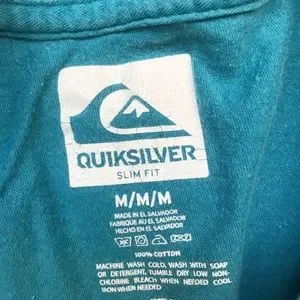 QUIKSILVER
SLIM FIT
M/M/M
MADE IN EL SALVADOR
FABRIQUE AU EL SALVADOR
HECHO EN EL SALVADOR
100% COTTON
MACHINE WASH COLD, WASH WITH SOAP
OR DETERGENT, TUMBLE DRY LOW NON-
CHLORINE BLEACH WHEN NEEDED COOL
IRON WHEN NEEDED